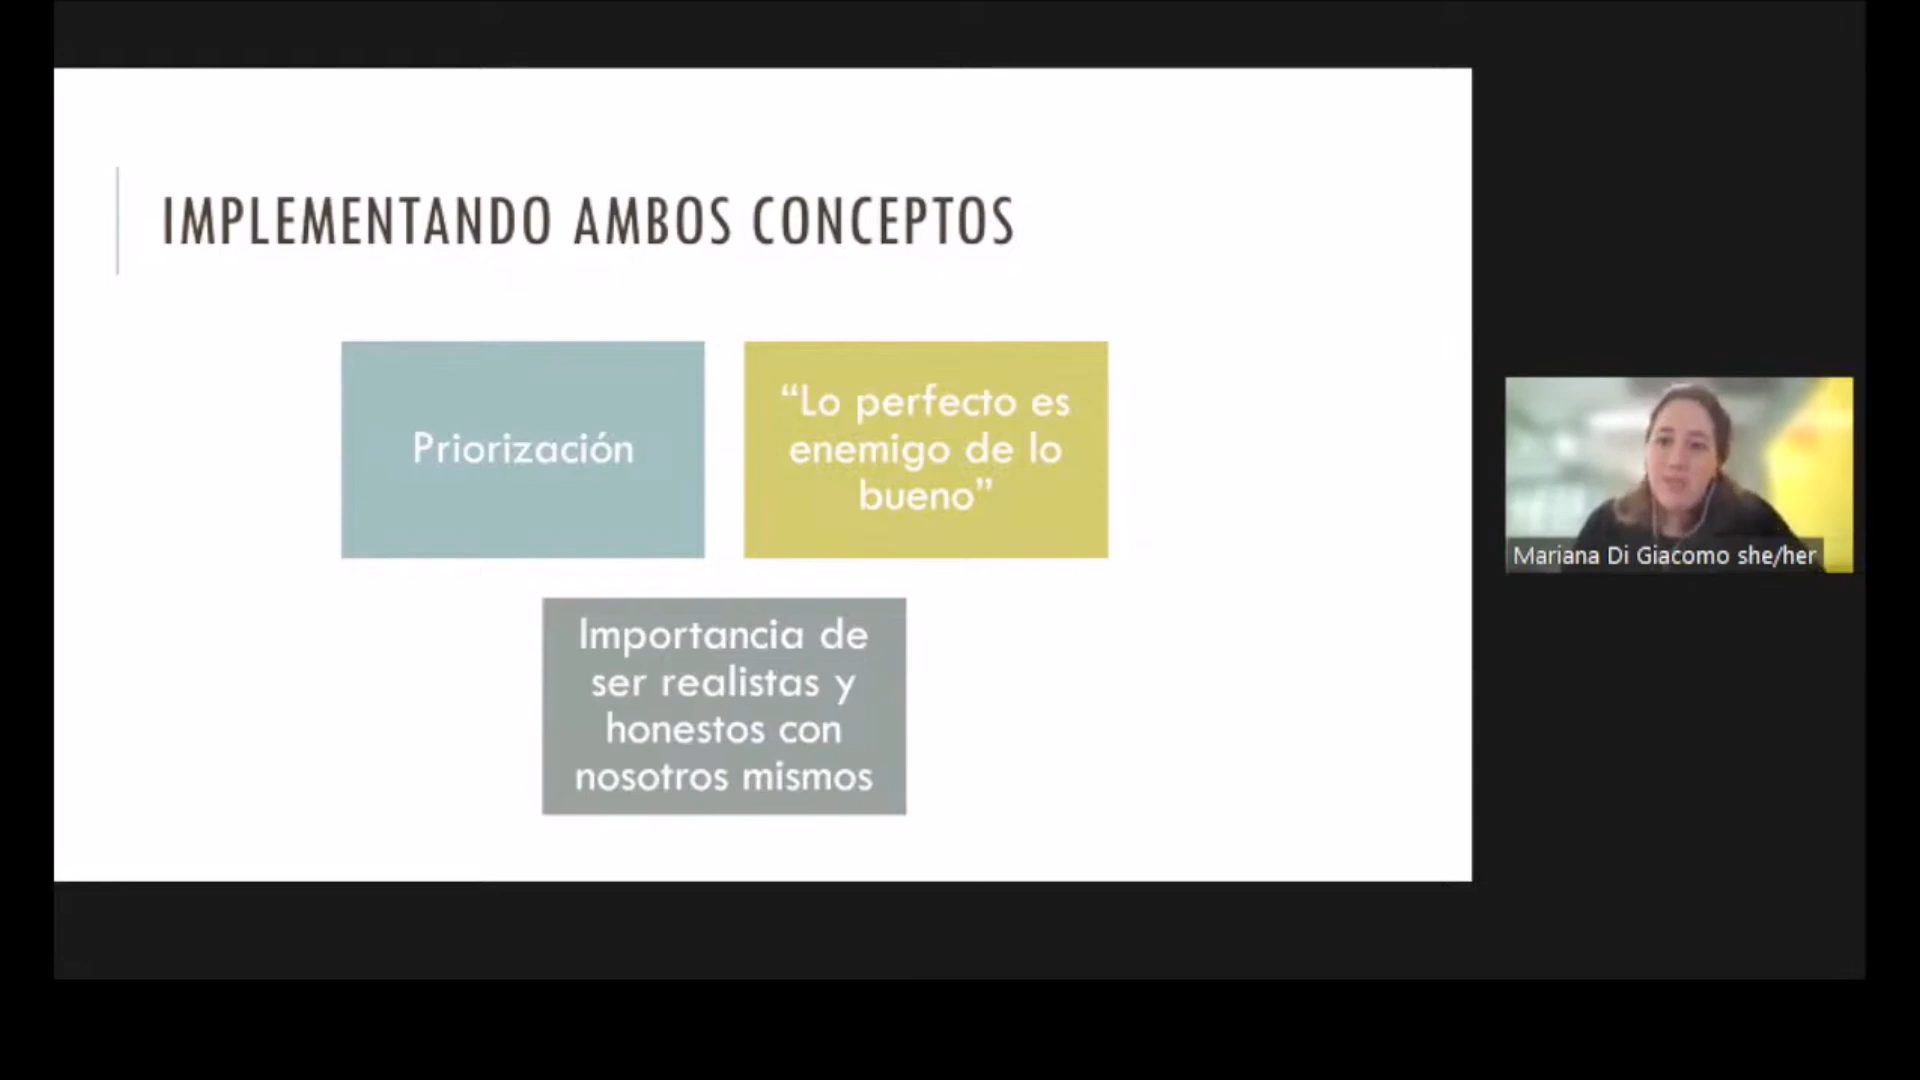 IMPLEMENTANDO AMBOS CONCEPTOS
Priorización
“Lo perfecto es
enemigo de lo
bueno”
Importancia de
ser realistas y
honestos con
nosotros mismos
Mariana Di Giacomo she/her